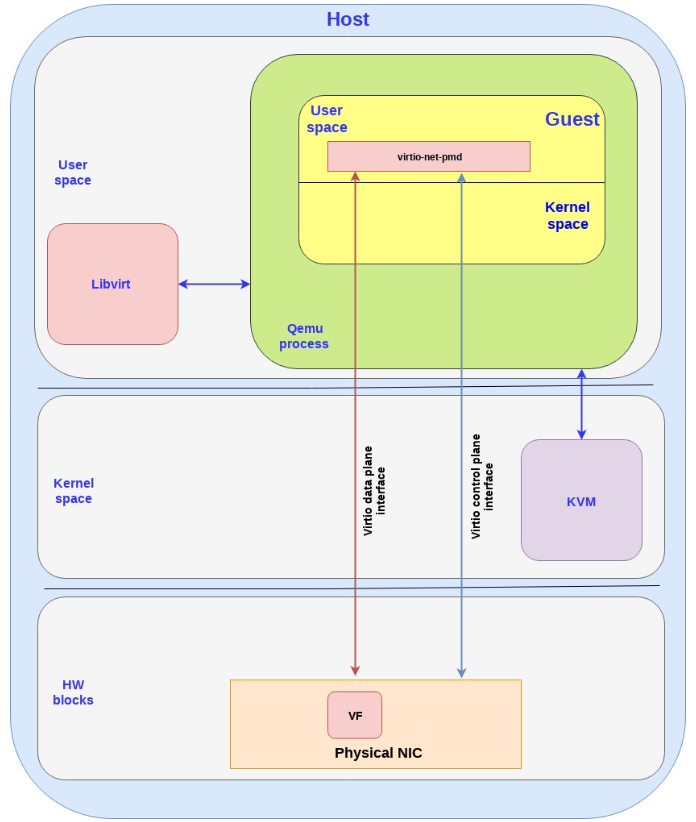 Host
User
space
Guest
virtio-net-pmd
User
space
Kernel
space
Libvirt
Qemu
process
Virtio data plane
interface
Virtio control plane
interface
Kernel
space
KVM
HW
blocks
VF
Physical NIC